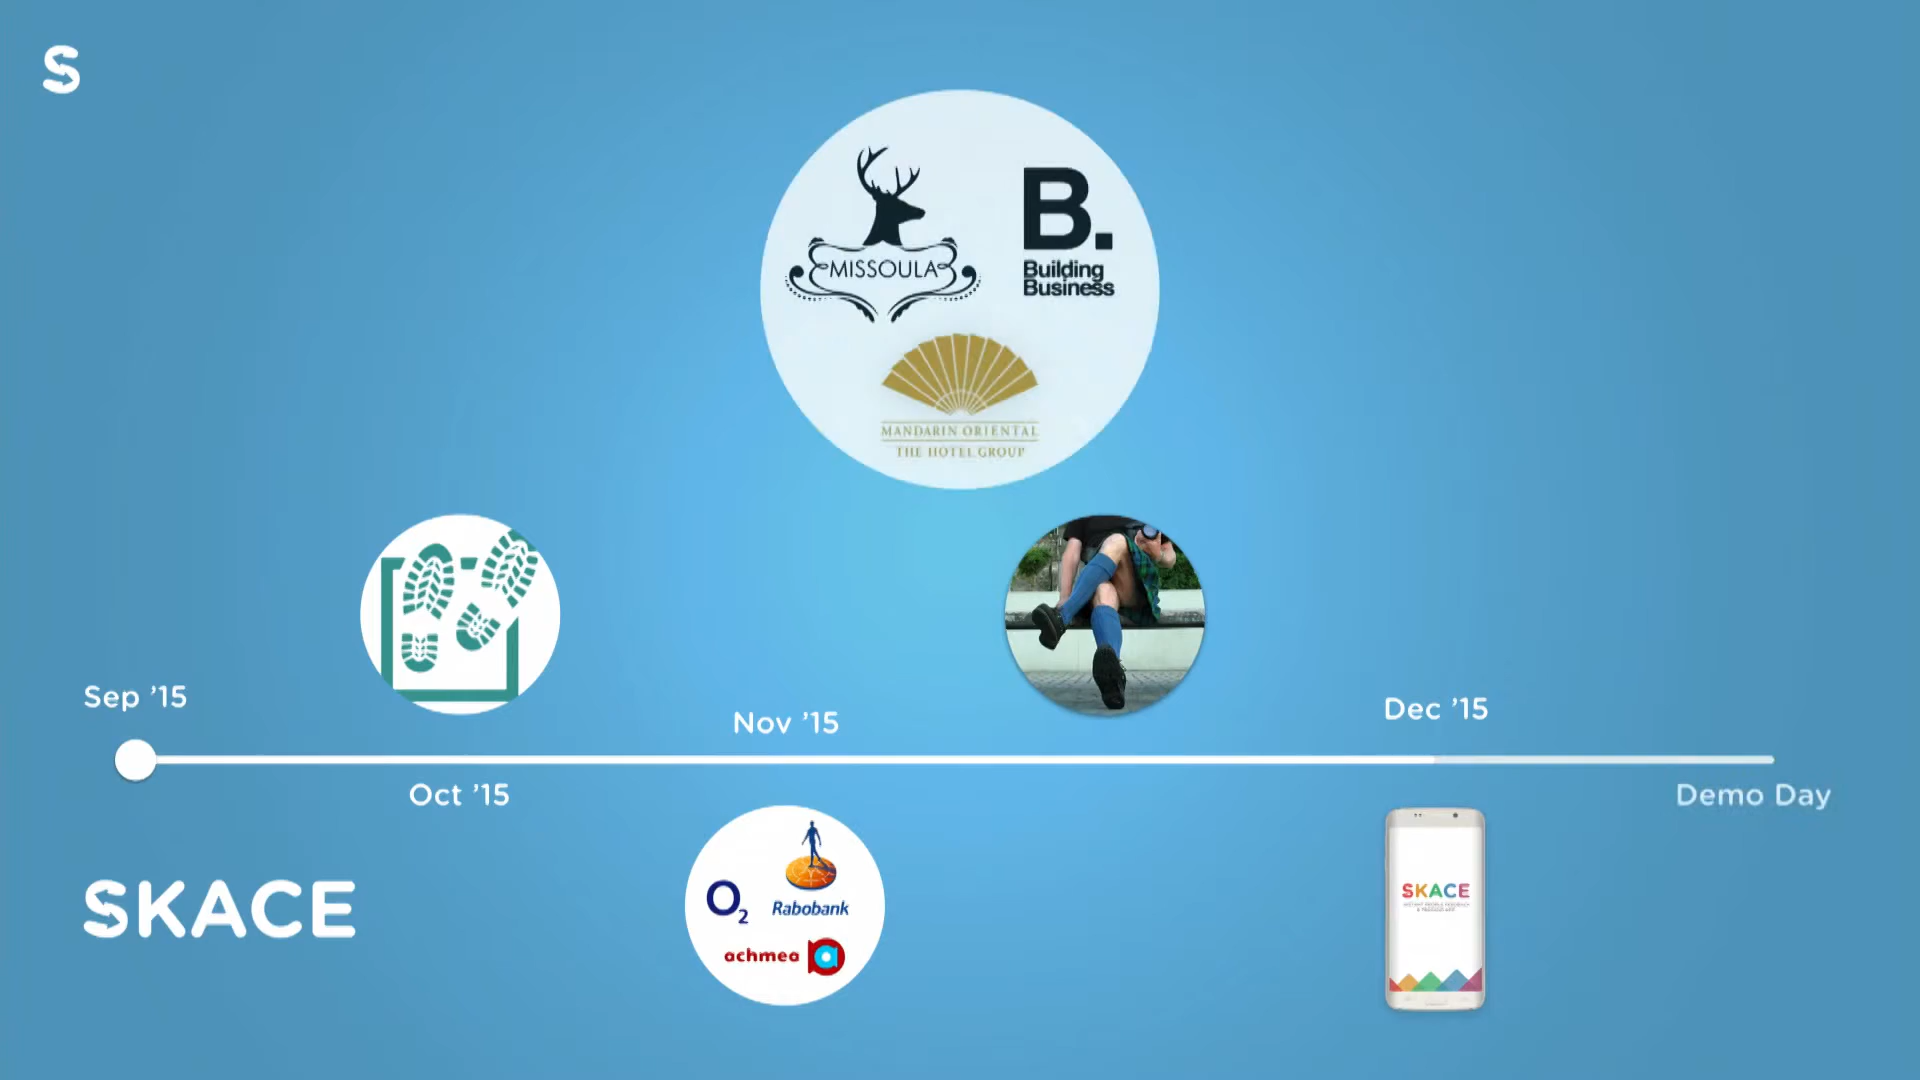 S
MISSOULA
B.
Building
Business
MANDARIN ORIENTAL
THE HOTEL GROUP
Sep ’15
Nov ’15
Dec ’15
Oct ’15
Demo Day
SKACE
O2
Rabobank
achmea
SKACE